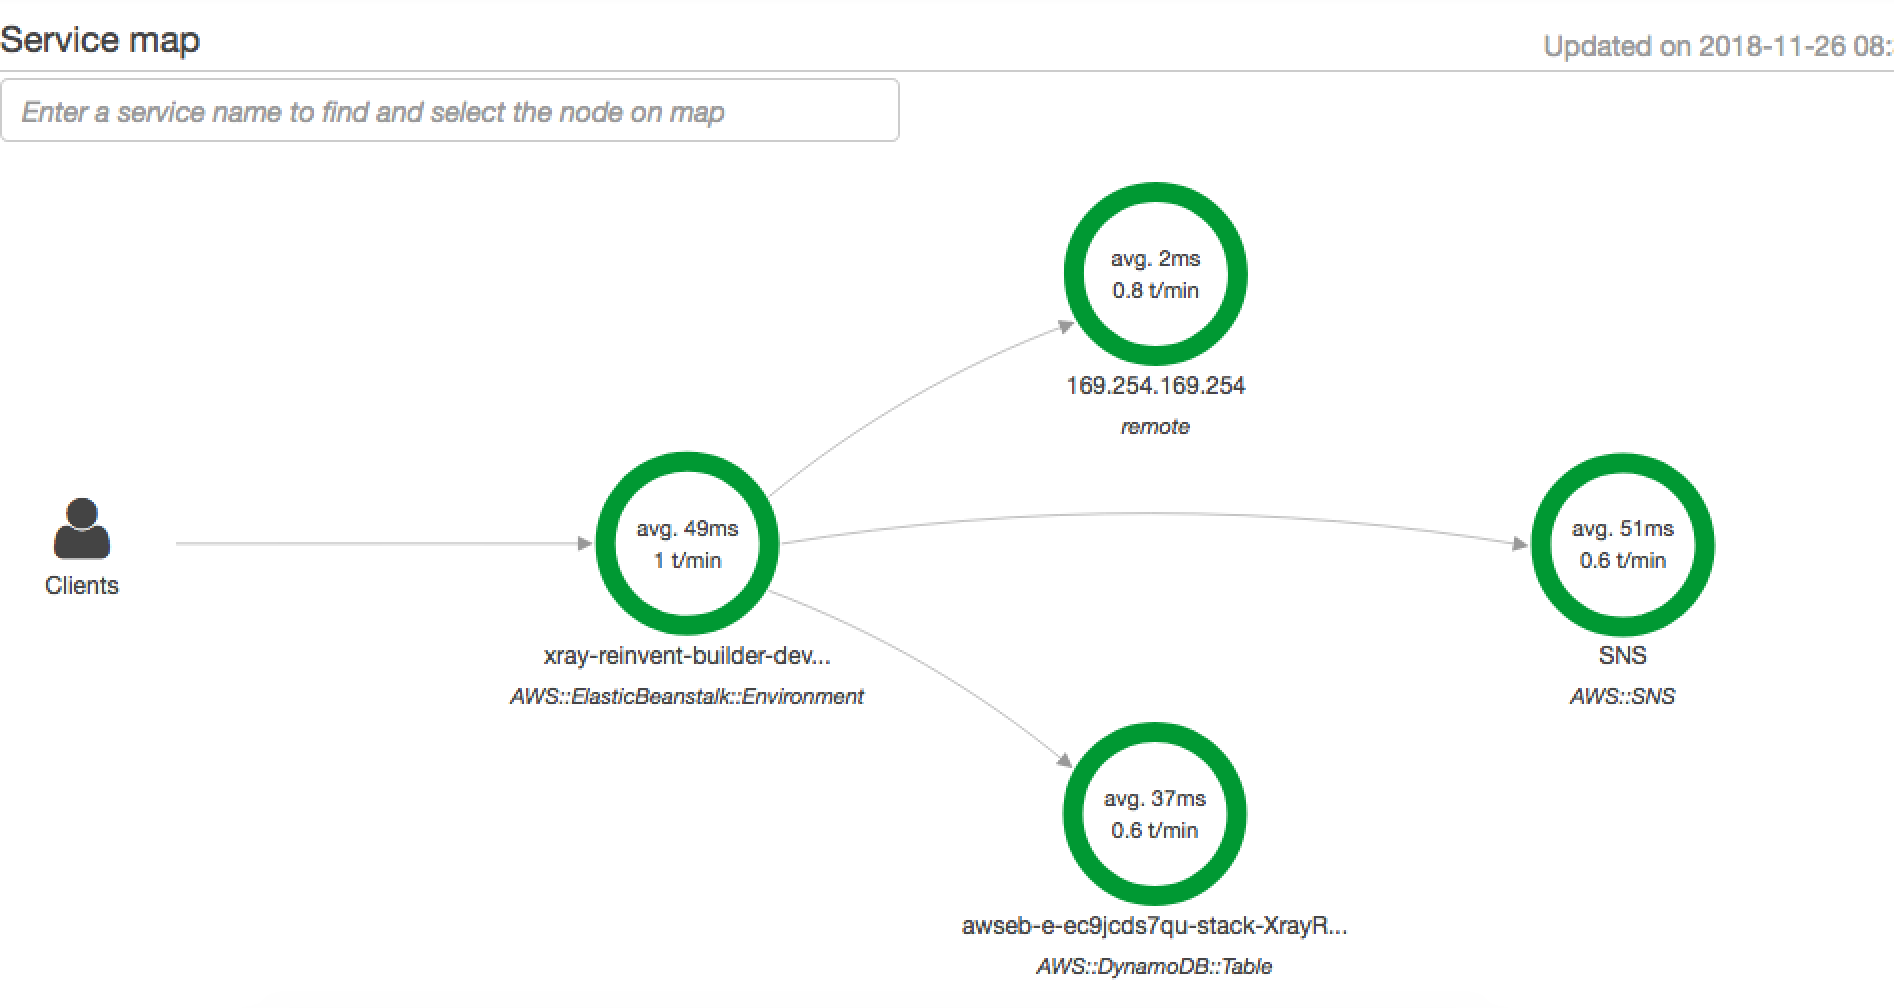 Service map
Updated on 2018-11-26 08:
Enter a service name to find and select the node on map
avg. 2ms
0.8 t/min
169.254.169.254
remote
Clients
avg. 49ms
1 t/min
xray-reinvent-builder-dev...
AWS::ElasticBeanstalk::Environment
avg. 51ms
0.6 t/min
SNS
AWS::SNS
avg. 37ms
0.6 t/min
awseb-e-ec9jcds7qu-stack-XrayR...
AWS::DynamoDB::Table